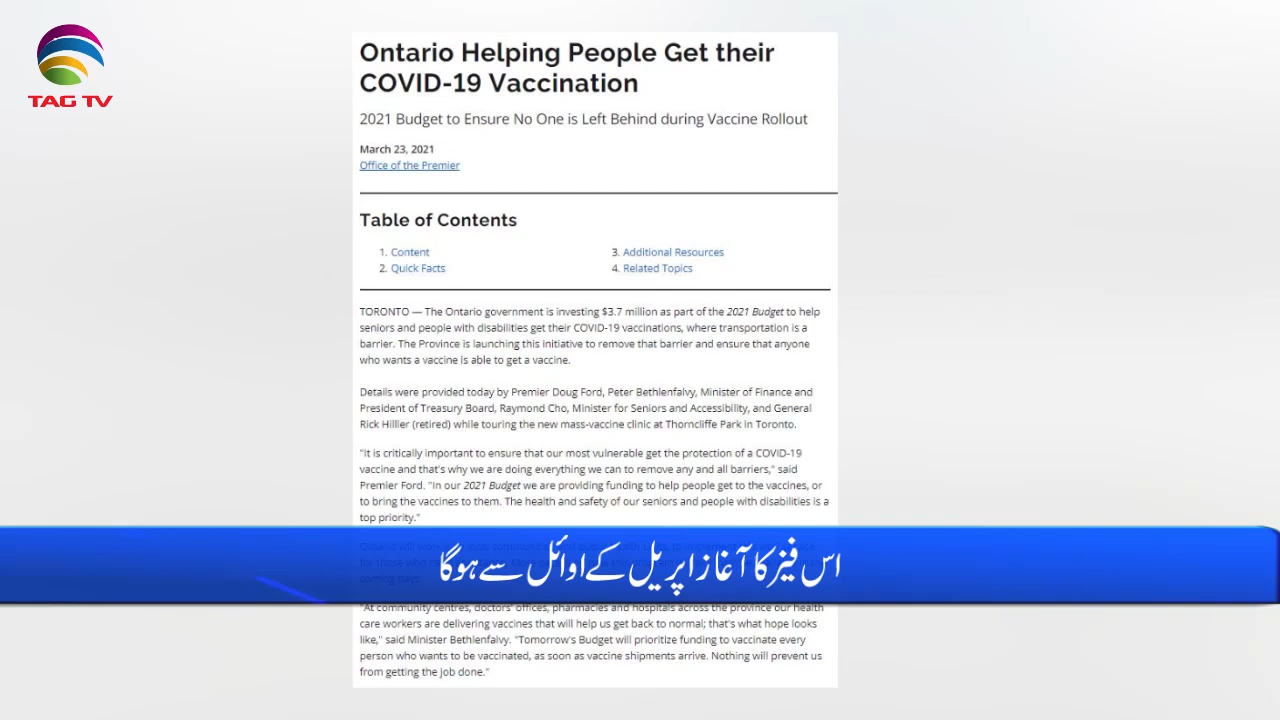 TAG TV
Ontario Helping People Get their
COVID-19 Vaccination
2021 Budget to Ensure No One is Left Behind during Vaccine Rollout
March 23, 2021
Office of the Premier
Table of Contents
1. Content
2. Quick Facts
3. Additional Resources
4. Related Topics
TORONTO — The Ontario government is investing $3.7 million as part of the 2021 Budget to help
seniors and people with disabilities get their COVID-19 vaccinations, where transportation is a
barrier. The Province is launching this initiative to remove that barrier and ensure that anyone
who wants a vaccine is able to get a vaccine.
Details were provided today by Premier Doug Ford, Peter Bethlenfalvy, Minister of Finance and
President of Treasury Board, Raymond Cho, Minister for Seniors and Accessibility, and General
Rick Hillier (retired) while touring the new mass-vaccine clinic at Thorncliffe Park in Toronto.
"It is critically important to ensure that our most vulnerable get the protection of a COVID-19
vaccine and that's why we are doing everything we can to remove any and all barriers," said
Premier Ford. "In our 2021 Budget we are providing funding to help people get to the vaccines, or
to bring the vaccines to them. The health and safety of our seniors and people with disabilities is a
top priority."
اس فیز کا آغاز اپریل کے اوائل سے ہوگا
"At community centres, doctors' offices, pharmacies and hospitals across the province our health
care workers are delivering vaccines that will help us get back to normal; that's what hope looks
like," said Minister Bethlenfalvy. "Tomorrow's Budget will prioritize funding to vaccinate every
person who wants to be vaccinated, as soon as vaccine shipments arrive. Nothing will prevent us
from getting the job done."